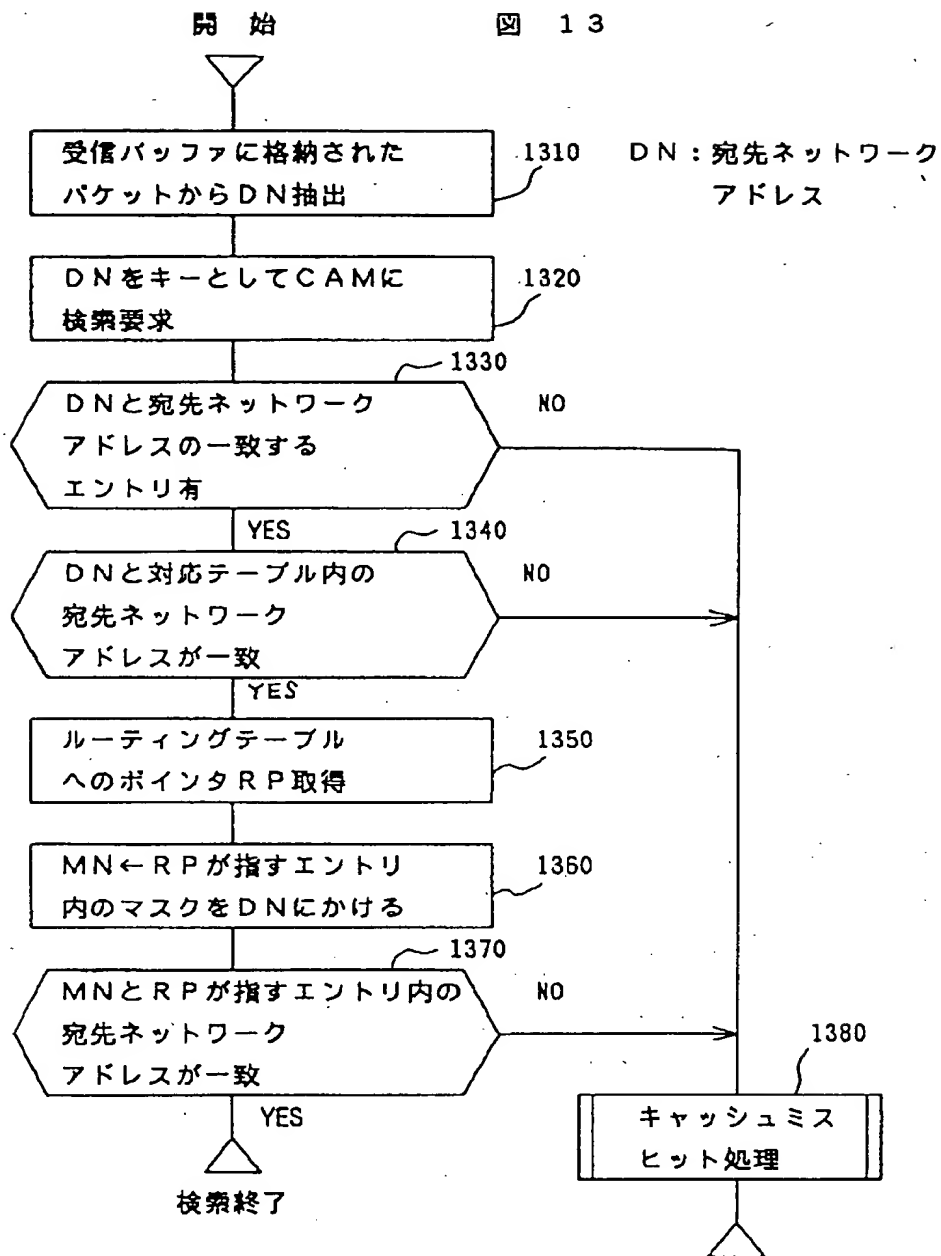 開 始
図 13
受信バッファに格納された
パケットからDN抽出
1310
DN:宛先ネットワーク
アドレス
DNをキーとしてCAMに
検索要求
1320
1330
DNと宛先ネットワーク
アドレスの一致する
エントリ有
NO
YES
1340
DNと対応テーブル内の
宛先ネットワーク
アドレスが一致
NO
YES
ルーティングテーブル
へのポインタRP取得
1350
MN←RPが指すエントリ
内のマスクをDNにかける
1360
1370
MNとRPが指すエントリ内の
宛先ネットワーク
アドレスが一致
NO
YES
検索終了
1380
キャッシュミス
ヒット処理